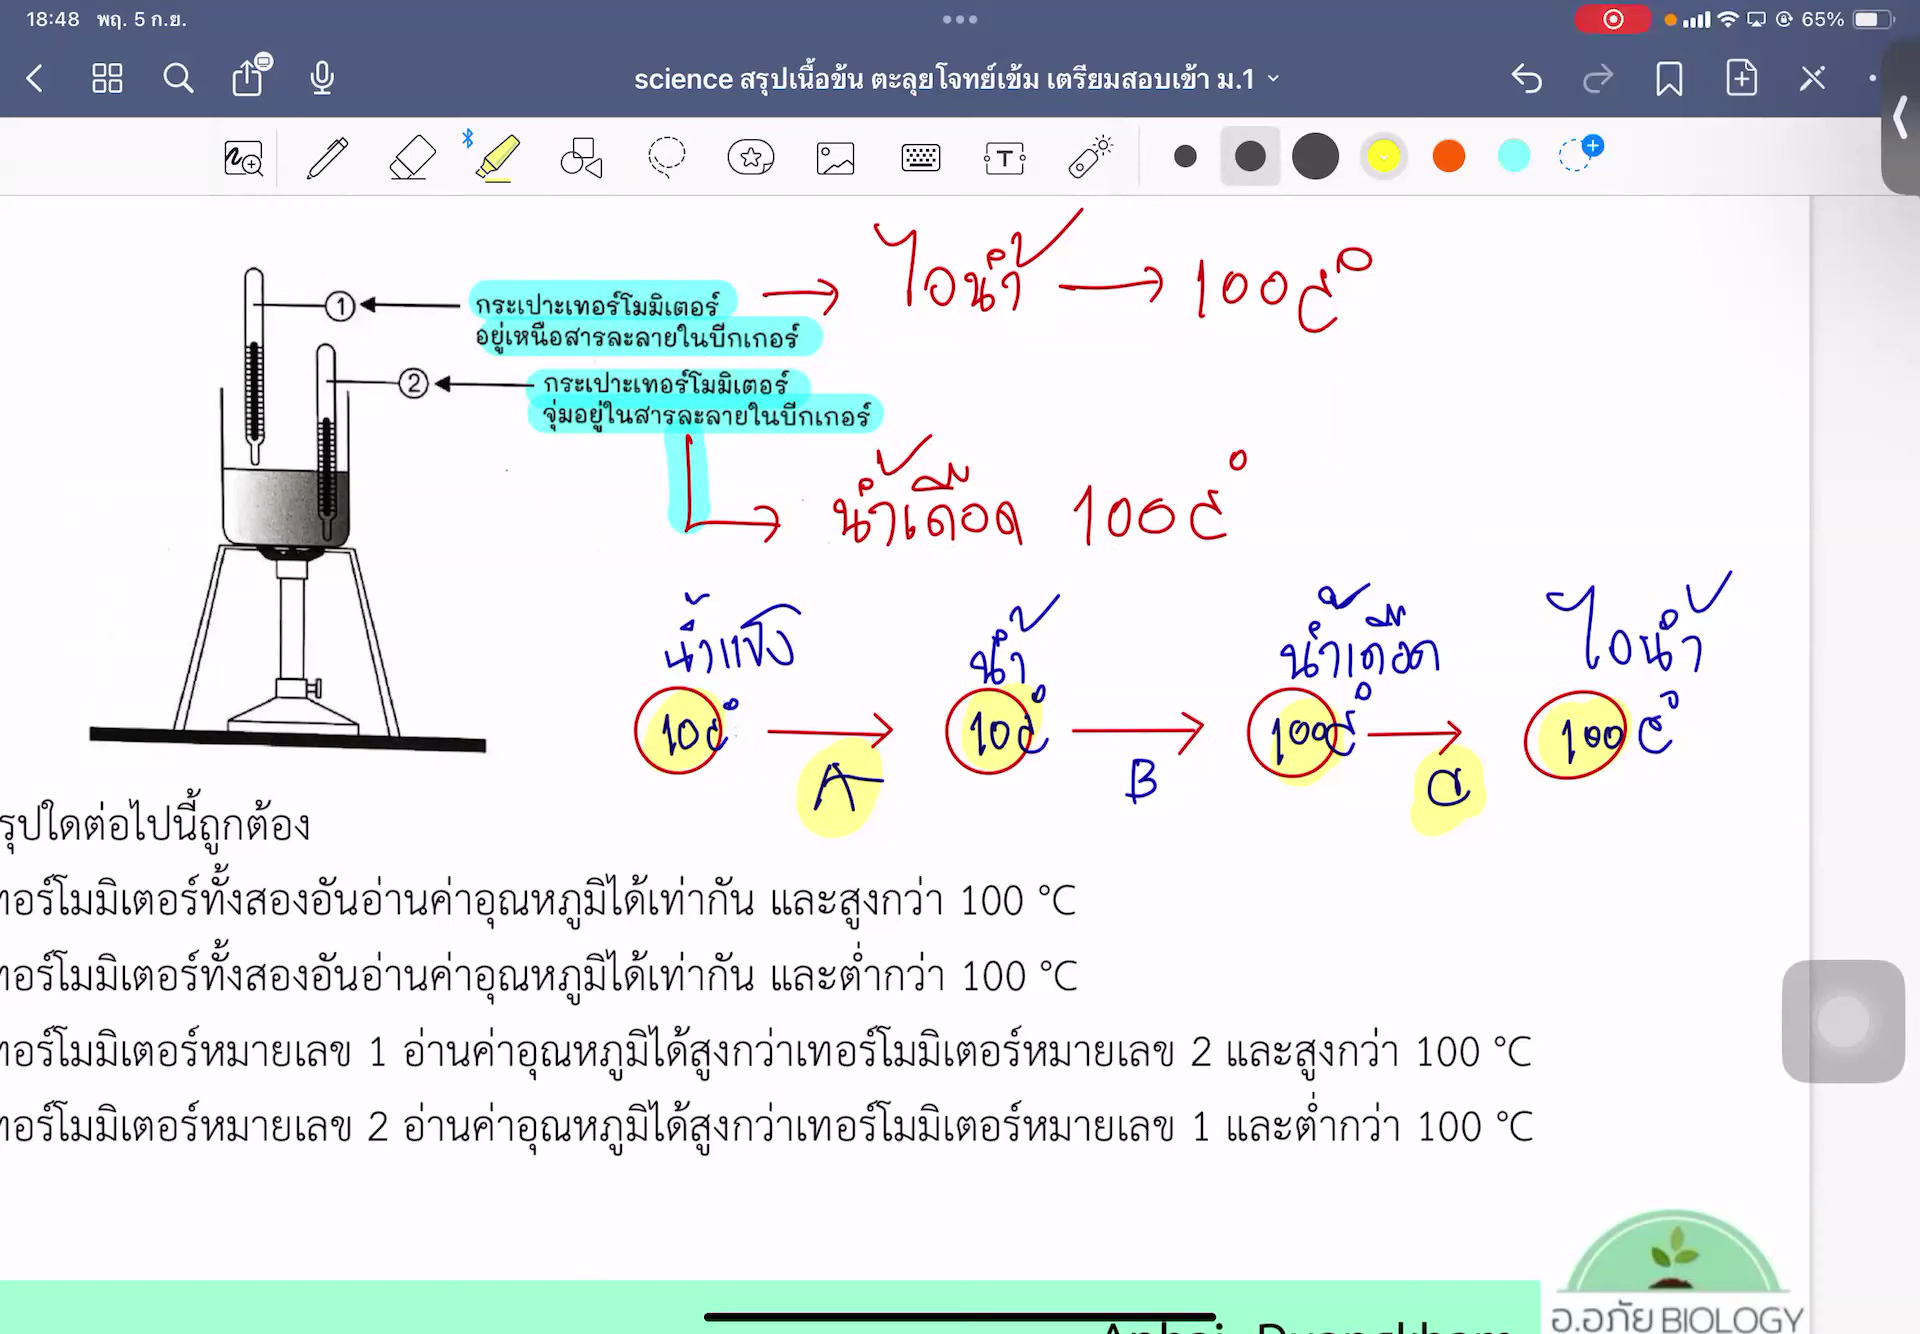 18:48 พฤ. 5 ก.ย.
65%
science สรุปเนื้อข้น ตะลุยโจทย์เข้ม เตรียมสอบเข้า ม.1
1
กระเปาะเทอร์โมมิเตอร์
อยู่เหนือสารละลายในบีกเกอร์
ไอน้ำ → 100 C°
2
กระเปาะเทอร์โมมิเตอร์
จุ่มอยู่ในสารละลายในบีกเกอร์
น้ำเดือด 100 C°
น้ำแข็ง น้ำ น้ำเดือด ไอน้ำ
10 C° → 10 C° → 100 C° → 100 C°
A B C
รุปใดต่อไปนี้ถูกต้อง
ทอร์โมมิเตอร์ทั้งสองอันอ่านค่าอุณหภูมิได้เท่ากัน และสูงกว่า 100 °C
ทอร์โมมิเตอร์ทั้งสองอันอ่านค่าอุณหภูมิได้เท่ากัน และต่ำกว่า 100 °C
ทอร์โมมิเตอร์หมายเลข 1 อ่านค่าอุณหภูมิได้สูงกว่าเทอร์โมมิเตอร์หมายเลข 2 และสูงกว่า 100 °C
ทอร์โมมิเตอร์หมายเลข 2 อ่านค่าอุณหภูมิได้สูงกว่าเทอร์โมมิเตอร์หมายเลข 1 และต่ำกว่า 100 °C
อ.อภัย BIOLOGY